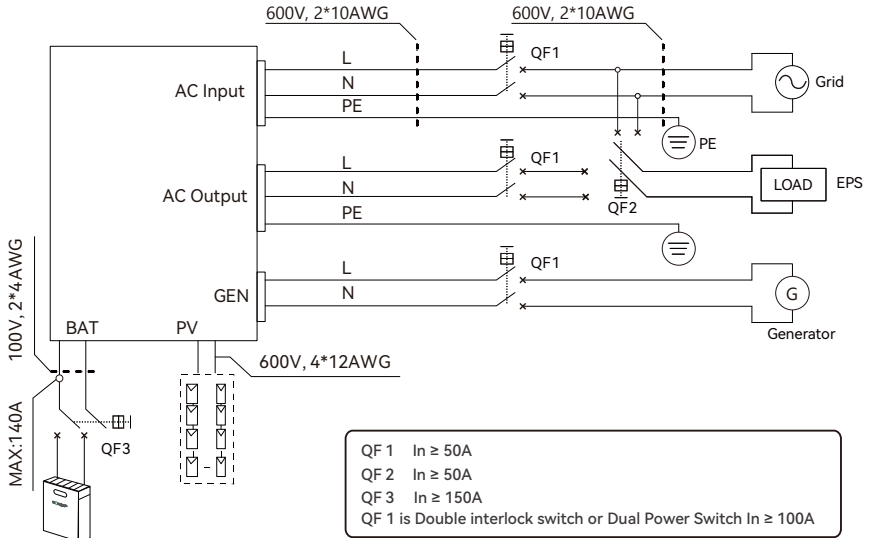 600V, 2*10AWG
600V, 2*10AWG
AC Input
L
N
PE
QF1
Grid
PE
AC Output
L
N
PE
QF1
QF2
LOAD
EPS
GEN
L
N
QF1
G
Generator
BAT
PV
100V, 2*4AWG
600V, 4*12AWG
MAX:140A
QF3
QF 1 In ≥ 50A
QF 2 In ≥ 50A
QF 3 In ≥ 150A
QF 1 is Double interlock switch or Dual Power Switch In ≥ 100A